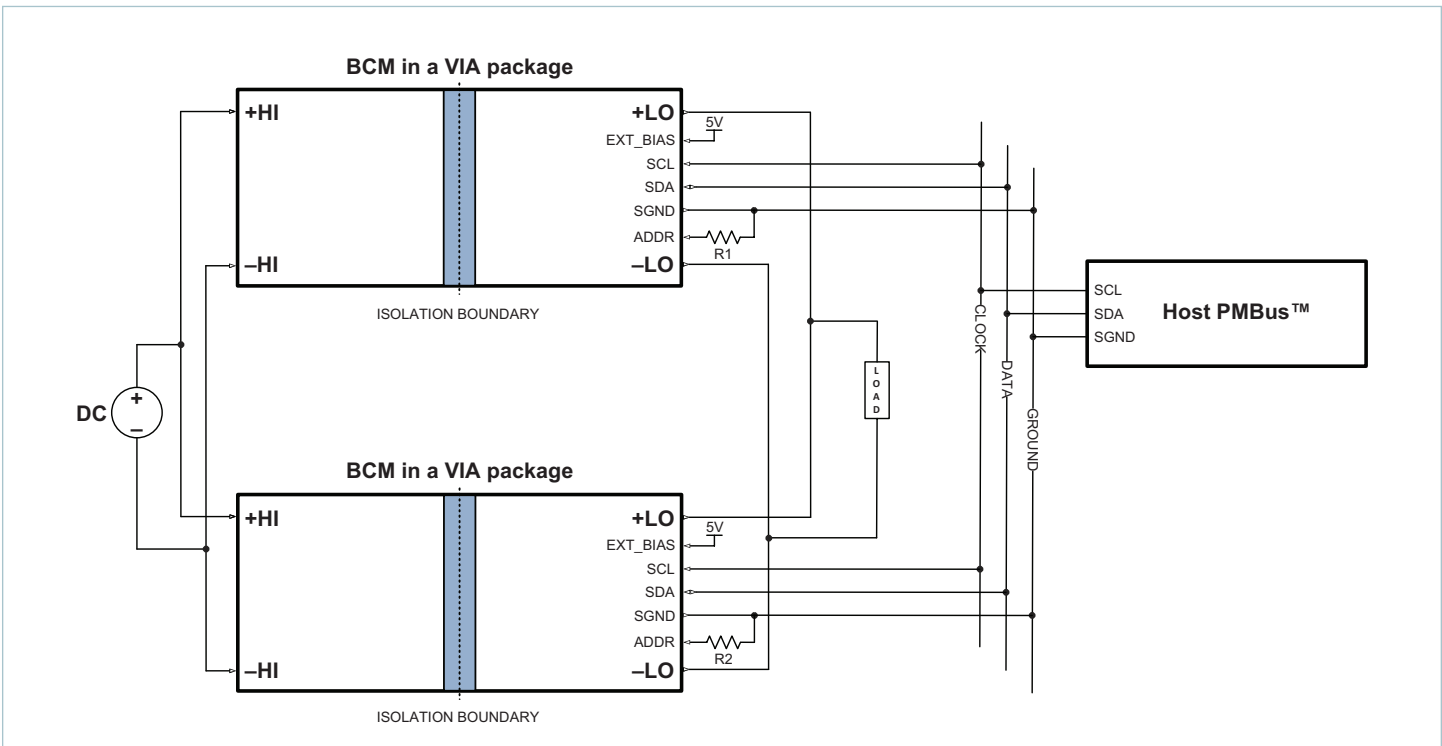 BCM in a VIA package
+HI
–HI
+LO
5V
EXT_BIAS
SCL
SDA
SGND
ADDR
R1
–LO
ISOLATION BOUNDARY
DC
+
–
LOAD
CLOCK
DATA
GROUND
SCL
SDA
SGND
Host PMBus™
BCM in a VIA package
+HI
–HI
+LO
5V
EXT_BIAS
SCL
SDA
SGND
ADDR
R2
–LO
ISOLATION BOUNDARY